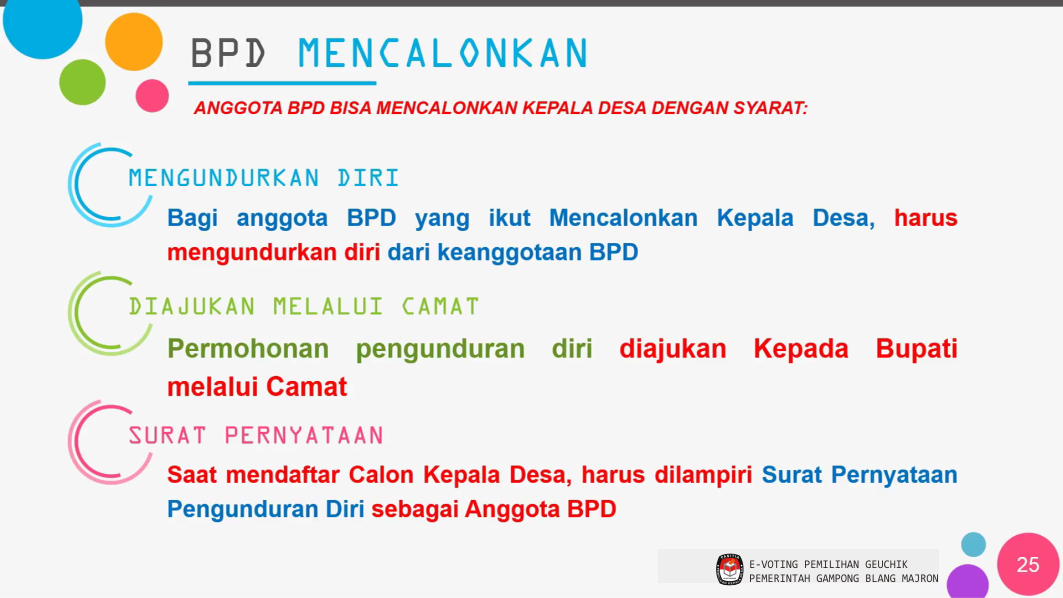 BPD MENCALONKAN
ANGGOTA BPD BISA MENCALONKAN KEPALA DESA DENGAN SYARAT:
MENGUNDURKAN DIRI
Bagi anggota BPD yang ikut Mencalonkan Kepala Desa, harus
mengundurkan diri dari keanggotaan BPD
DIAJUKAN MELALUI CAMAT
Permohonan pengunduran diri diajukan Kepada Bupati
melalui Camat
SURAT PERNYATAAN
Saat mendaftar Calon Kepala Desa, harus dilampiri Surat Pernyataan
Pengunduran Diri sebagai Anggota BPD
E-VOTING PEMILIHAN GEUCHIK
PEMERINTAH GAMPONG BLANG MAJRON
25